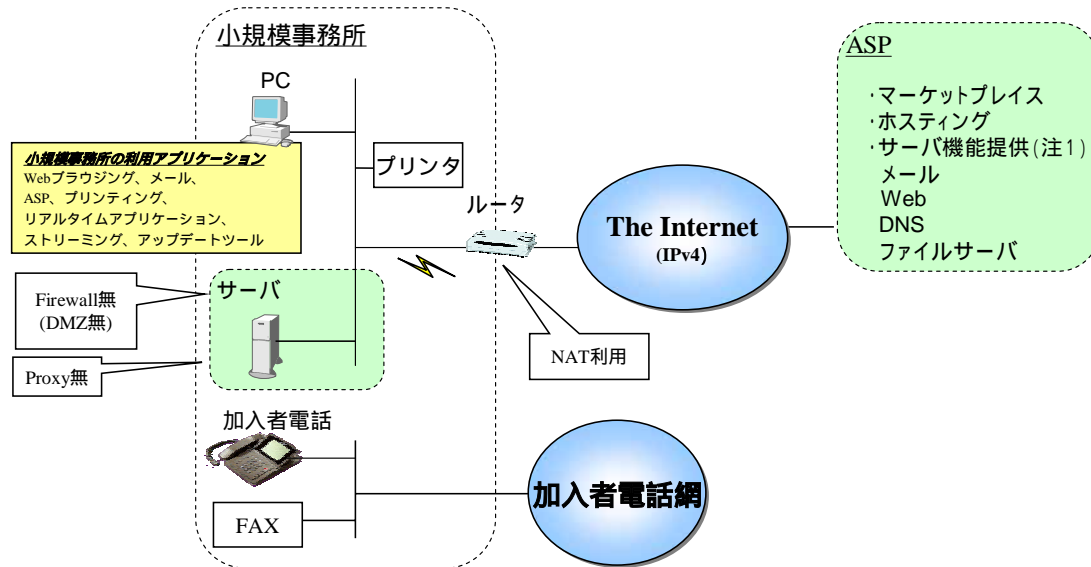 小規模事務所
PC
小規模事務所の利用アプリケーション
Webブラウジング、メール、
ASP、プリンティング、
リアルタイムアプリケーション、
ストリーミング、アップデートツール
プリンタ
ルータ
The Internet
(IPv4)
ASP
・マーケットプレイス
・ホスティング
・サーバ機能提供(注1)
メール
Web
DNS
ファイルサーバ
Firewall無
(DMZ無)
サーバ
Proxy無
NAT利用
加入者電話
FAX
加入者電話網